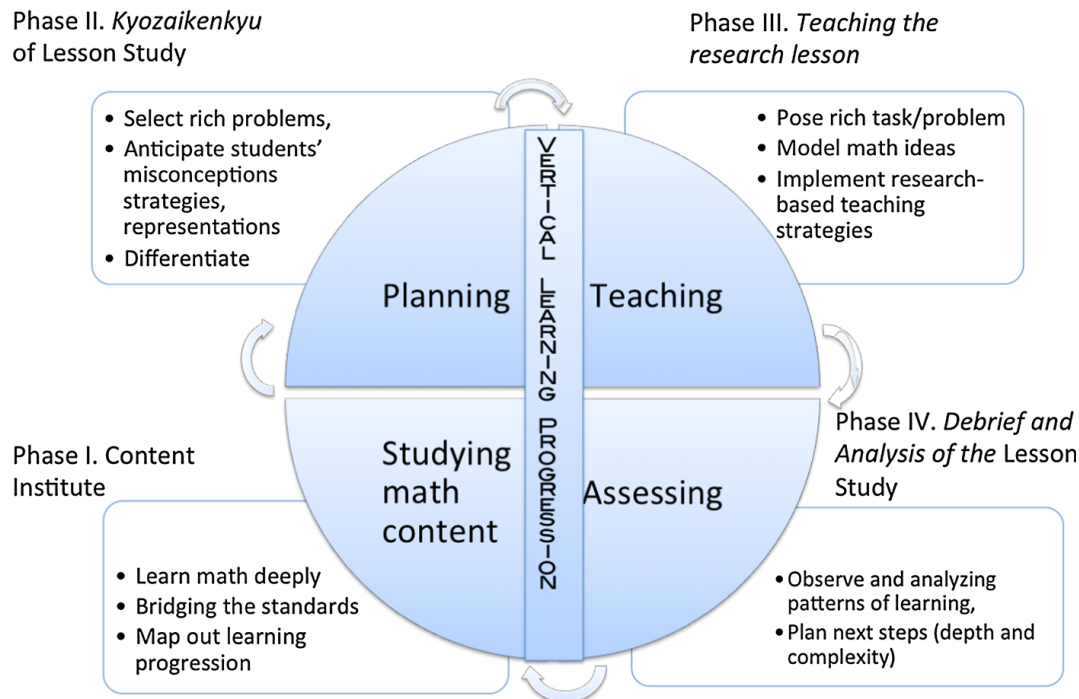 Phase II. Kyozaikenkyu
of Lesson Study
• Select rich problems,
• Anticipate students’
misconceptions
strategies,
representations
• Differentiate
Planning
Phase III. Teaching the
research lesson
• Pose rich task/problem
• Model math ideas
• Implement research-
based teaching
strategies
Teaching
VERTICAL LEARNING PROGRESSION
Phase I. Content
Institute
• Learn math deeply
• Bridging the standards
• Map out learning
progression
Studying
math
content
Phase IV. Debrief and
Analysis of the Lesson
Study
• Observe and analyzing
patterns of learning,
• Plan next steps (depth and
complexity)
Assessing